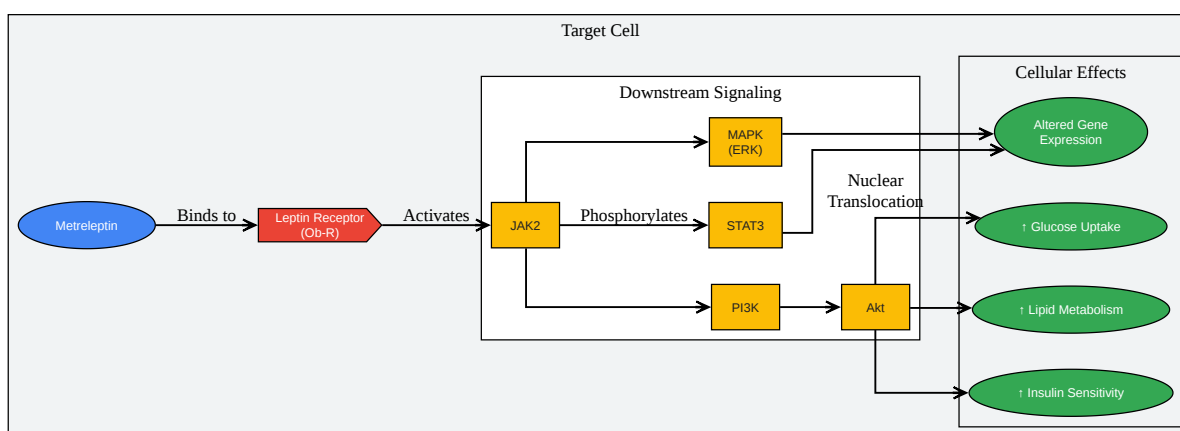 Target Cell
Cellular Effects
Downstream Signaling
MAPK
(ERK)
Altered Gene
Expression
Nuclear
Translocation
Metreleptin
Binds to
Leptin Receptor
(Ob-R)
Activates
JAK2
Phosphorylates
STAT3
↑ Glucose Uptake
PI3K
Akt
↑ Lipid Metabolism
↑ Insulin Sensitivity